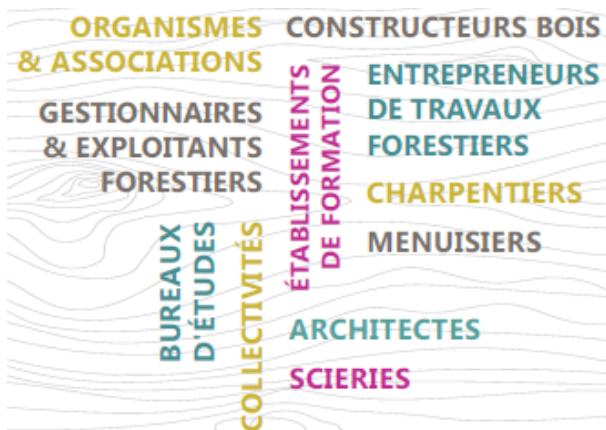 ORGANISMES
& ASSOCIATIONS
CONSTRUCTEURS BOIS
GESTIONNAIRES
& EXPLOITANTS
FORESTIERS
ÉTABLISSEMENTS
DE FORMATION
ENTREPRENEURS
DE TRAVAUX
FORESTIERS
CHARPENTIERS
MENUISIERS
BUREAUX
D'ÉTUDES
COLLECTIVITÉS
ARCHITECTES
SCIERIES